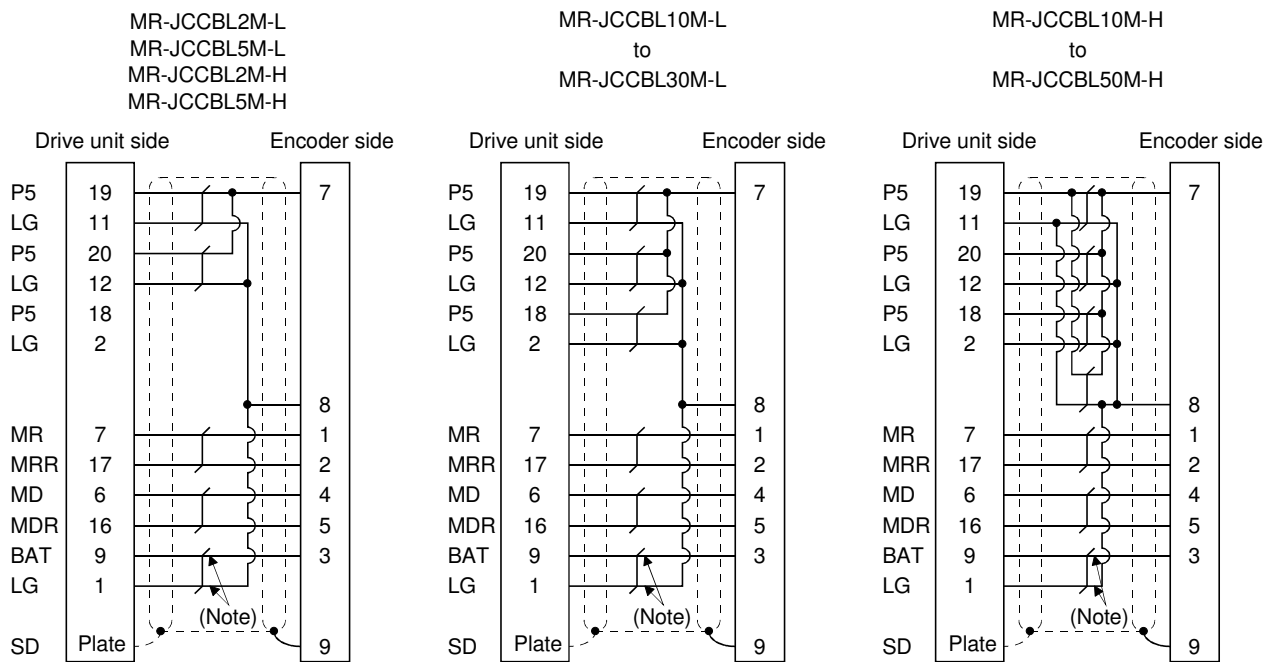 MR-JCCBL2M-L
MR-JCCBL5M-L
MR-JCCBL2M-H
MR-JCCBL5M-H
Drive unit side Encoder side
P5 19 7
LG 11
P5 20
LG 12
P5 18
LG 2
8
MR 7 1
MRR 17 2
MD 6 4
MDR 16 5
BAT 9 3
LG 1
(Note)
SD Plate 9
MR-JCCBL10M-L
to
MR-JCCBL30M-L
Drive unit side Encoder side
P5 19 7
LG 11
P5 20
LG 12
P5 18
LG 2
8
MR 7 1
MRR 17 2
MD 6 4
MDR 16 5
BAT 9 3
LG 1
(Note)
SD Plate 9
MR-JCCBL10M-H
to
MR-JCCBL50M-H
Drive unit side Encoder side
P5 19 7
LG 11
P5 20
LG 12
P5 18
LG 2
8
MR 7 1
MRR 17 2
MD 6 4
MDR 16 5
BAT 9 3
LG 1
(Note)
SD Plate 9